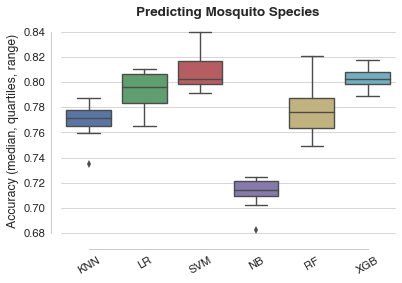 Predicting Mosquito Species
Accuracy (median, quartiles, range)
0.84
0.82
0.80
0.78
0.76
0.74
0.72
0.70
0.68
KNN
LR
SVM
NB
RF
XGB